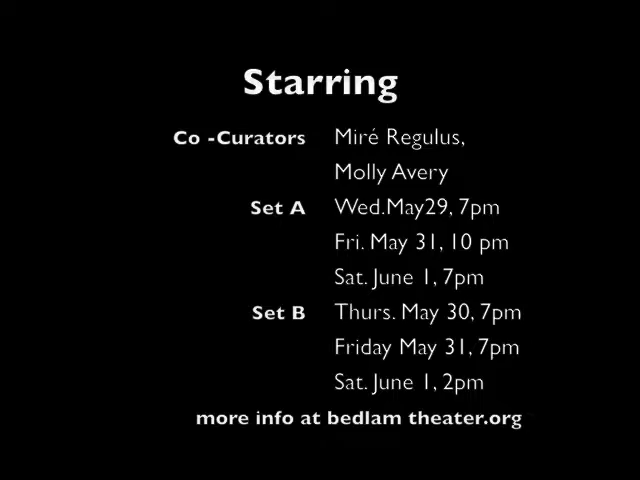 Starring
Co -Curators Miré Regulus,
Molly Avery
Set A Wed.May29, 7pm
Fri. May 31, 10 pm
Sat. June 1, 7pm
Set B Thurs. May 30, 7pm
Friday May 31, 7pm
Sat. June 1, 2pm
more info at bedlam theater.org